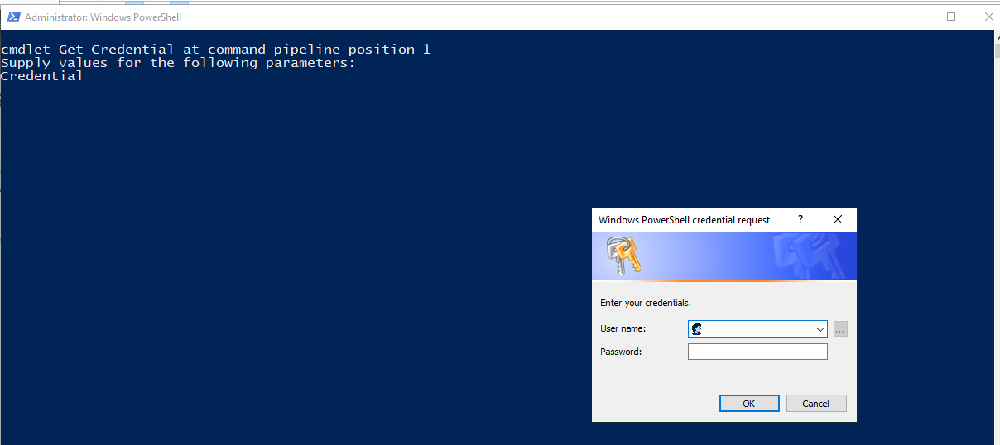 Administrator: Windows PowerShell
cmdlet Get-Credential at command pipeline position 1
Supply values for the following parameters:
Credential
Windows PowerShell credential request
?
Enter your credentials.
User name:
...
Password:
OK Cancel